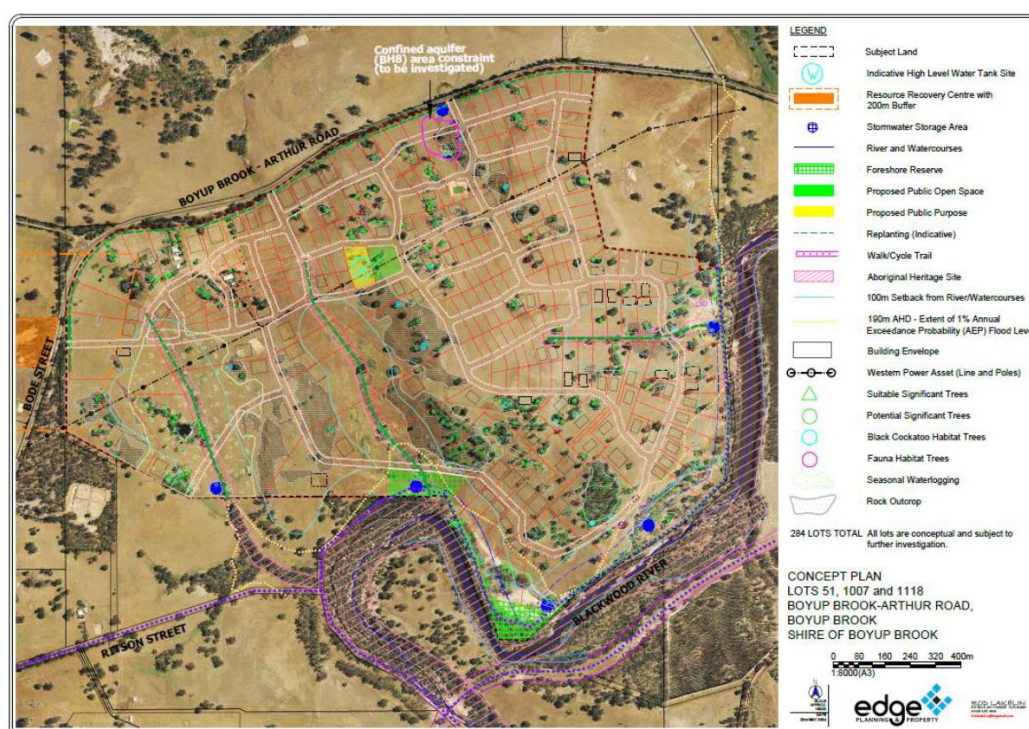 Confined aquifer
(BH8) area constraint
(to be investigated)
BOYUP BROOK - ARTHUR ROAD
BODE STREET
RITSON STREET
BLACKWOOD RIVER
LEGEND
Subject Land
W
Indicative High Level Water Tank Site
Resource Recovery Centre with
200m Buffer
Stormwater Storage Area
River and Watercourses
Foreshore Reserve
Proposed Public Open Space
Proposed Public Purpose
Replanting (Indicative)
Walk/Cycle Trail
Aboriginal Heritage Site
100m Setback from River/Watercourses
190m AHD - Extent of 1% Annual
Exceedance Probability (AEP) Flood Leve
Building Envelope
Western Power Asset (Line and Poles)
Suitable Significant Trees
Potential Significant Trees
Black Cockatoo Habitat Trees
Fauna Habitat Trees
Seasonal Waterlogging
Rock Outcrop
284 LOTS TOTAL All lots are conceptual and subject to
further investigation.
CONCEPT PLAN
LOTS 51, 1007 and 1118
BOYUP BROOK-ARTHUR ROAD,
BOYUP BROOK
SHIRE OF BOYUP BROOK
0 80 160 240 320 400m
1:8000(A3)
N
SCALE
DATE
edge
PLANNING & PROPERTY
ROB LAKELIN